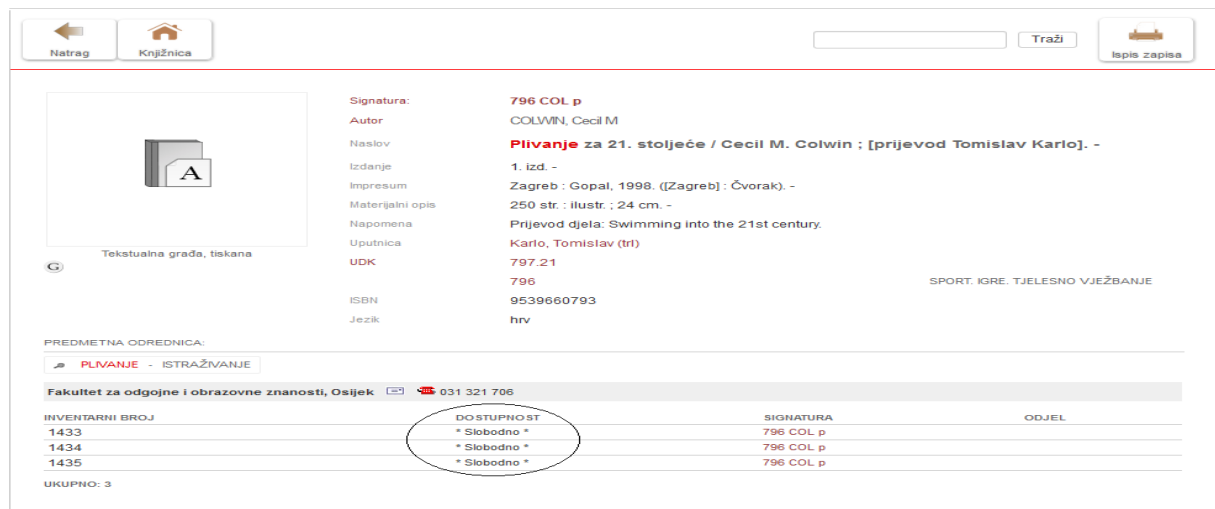 Natrag
Knjižnica
Traži
Ispis zapisa
A
Tekstualna građa, tiskana
G
Signatura: 796 COL p
Autor COLWIN, Cecil M
Naslov Plivanje za 21. stoljeće / Cecil M. Colwin ; [prijevod Tomislav Karlo]. -
Izdanje 1. izd. -
Impresum Zagreb : Gopal, 1998. ([Zagreb] : Čvorak). -
Materijalni opis 250 str. : ilustr. ; 24 cm. -
Napomena Prijevod djela: Swimming into the 21st century.
Uputnica Karlo, Tomislav (trl)
UDK 797.21
796 SPORT. IGRE. TJELESNO VJEŽBANJE
ISBN 9539660793
Jezik hrv
PREDMETNA ODREDNICA:
PLIVANJE - ISTRAŽIVANJE
Fakultet za odgojne i obrazovne znanosti, Osijek 031 321 706
INVENTARNI BROJ DOSTUPNOST SIGNATURA ODJEL
1433 * Slobodno * 796 COL p
1434 * Slobodno * 796 COL p
1435 * Slobodno * 796 COL p
UKUPNO: 3